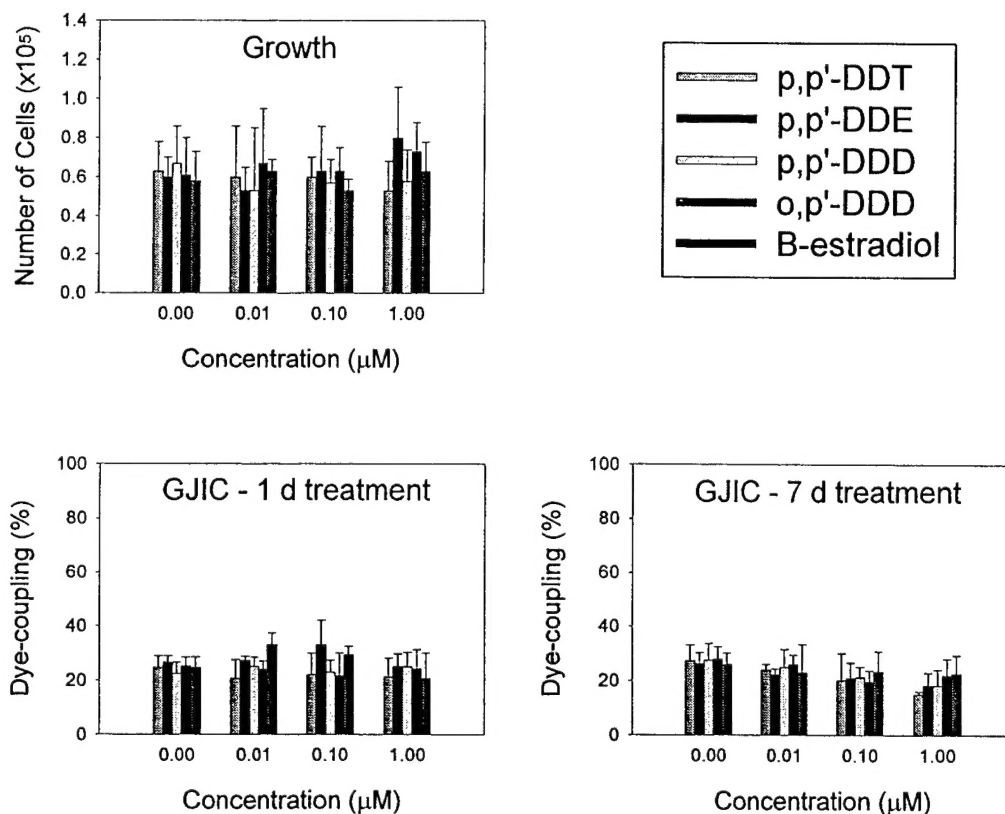 Growth
Number of Cells (x10⁵)
1.4
1.2
1.0
0.8
0.6
0.4
0.2
0.0
0.00 0.01 0.10 1.00
Concentration (μM)
p,p'-DDT
p,p'-DDE
p,p'-DDD
o,p'-DDD
B-estradiol
GJIC - 1 d treatment
Dye-coupling (%)
100
80
60
40
20
0
0.00 0.01 0.10 1.00
Concentration (μM)
GJIC - 7 d treatment
Dye-coupling (%)
100
80
60
40
20
0
0.00 0.01 0.10 1.00
Concentration (μM)